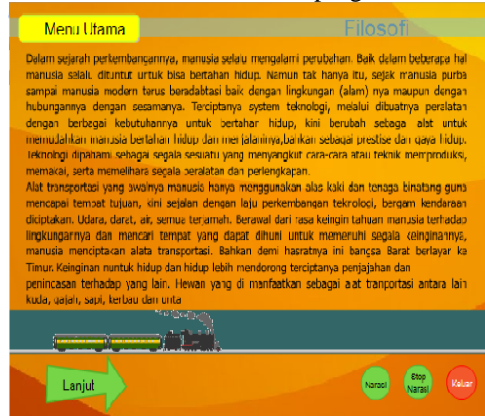 Menu Utama
Filosofi
Dalam sejarah perkembangannya, manusia selalu mengalami perubahan. Baik dalam beberapa hal
manusia selalu dituntut untuk bisa bertahan hidup. Namun tak hanya itu, sejak manusia purba
sampai manusia modern terus beradabtasi baik dengan lingkungan (alam) nya maupun dengan
hubungannya dengan sesamanya. Terciptanya system teknologi, melalui dibuatnya peralatan
dengan berbagai kebutuhannya untuk bertahar hidup, kini berubah sebaga alat untuk
memudahkan manusia bertahan hidup dan menjalaninya,bahkan sebagai prestise dan gaya hidup.
Teknologi dipahami sebagai segala sesuatu yang menyangkut cara-cara atau teknik memproduksi,
memakai, serta memelihara segala peralatan dan perlengkapan.
Alat transportasi yang awalnya manusia hanya menggunakan alas kaki dan tenaga binatang guna
mencapai tempat tujuan, kini sejalan dengan laju perkembangan teknologi, bergam kendaraan
diciptakan. Udara, darat, air, semua terjamah. Berawal dari rasa keingin tahuan manusia terhadap
lingkungannya dan mencari tempat yang dapat dihuni untuk memenuhi segala keinginannya,
manusia menciptakan alata transportasi. Bahkan demi hasratnya ini bangsa Barat berlayar ke
Timur. Keinginan nuntuk hidup dan hidup lebih mendorong terciptanya penjajahan dan
penincasan terhadap yang lain. Hewan yang di manfaatkan sebagai alat tranportasi antara lain
kuda, gajah, sapi, kerbau dan unta
Lanjut
Narasi
Stop
Narasi
Keluar